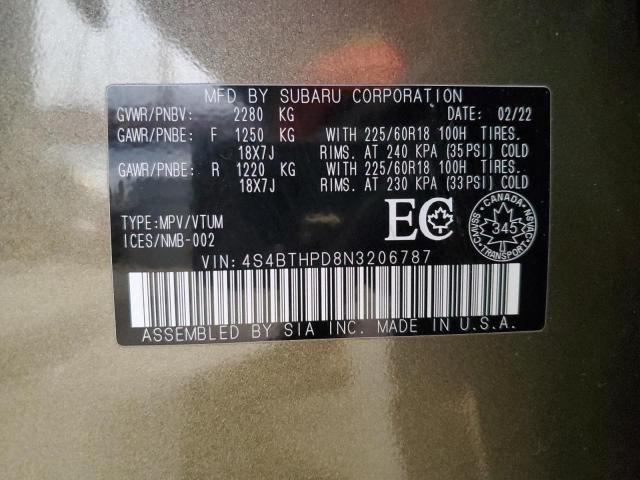 MFD BY SUBARU CORPORATION
GVWR/PNBV: 2280 KG DATE: 02/22
GAWR/PNBE: F 1250 KG WITH 225/60R18 100H TIRES.
18X7J RIMS. AT 240 KPA (35PSI) COLD
GAWR/PNBE: R 1220 KG WITH 225/60R18 100H TIRES.
18X7J RIMS. AT 230 KPA (33PSI) COLD
TYPE:MPV/VTUM
ICES/NMB-002
EC
CANADA
345
TRANSPORT
CMVSS
NSVAC
VIN: 4S4BTHPD8N3206787
ASSEMBLED BY SIA INC. MADE IN U.S.A.